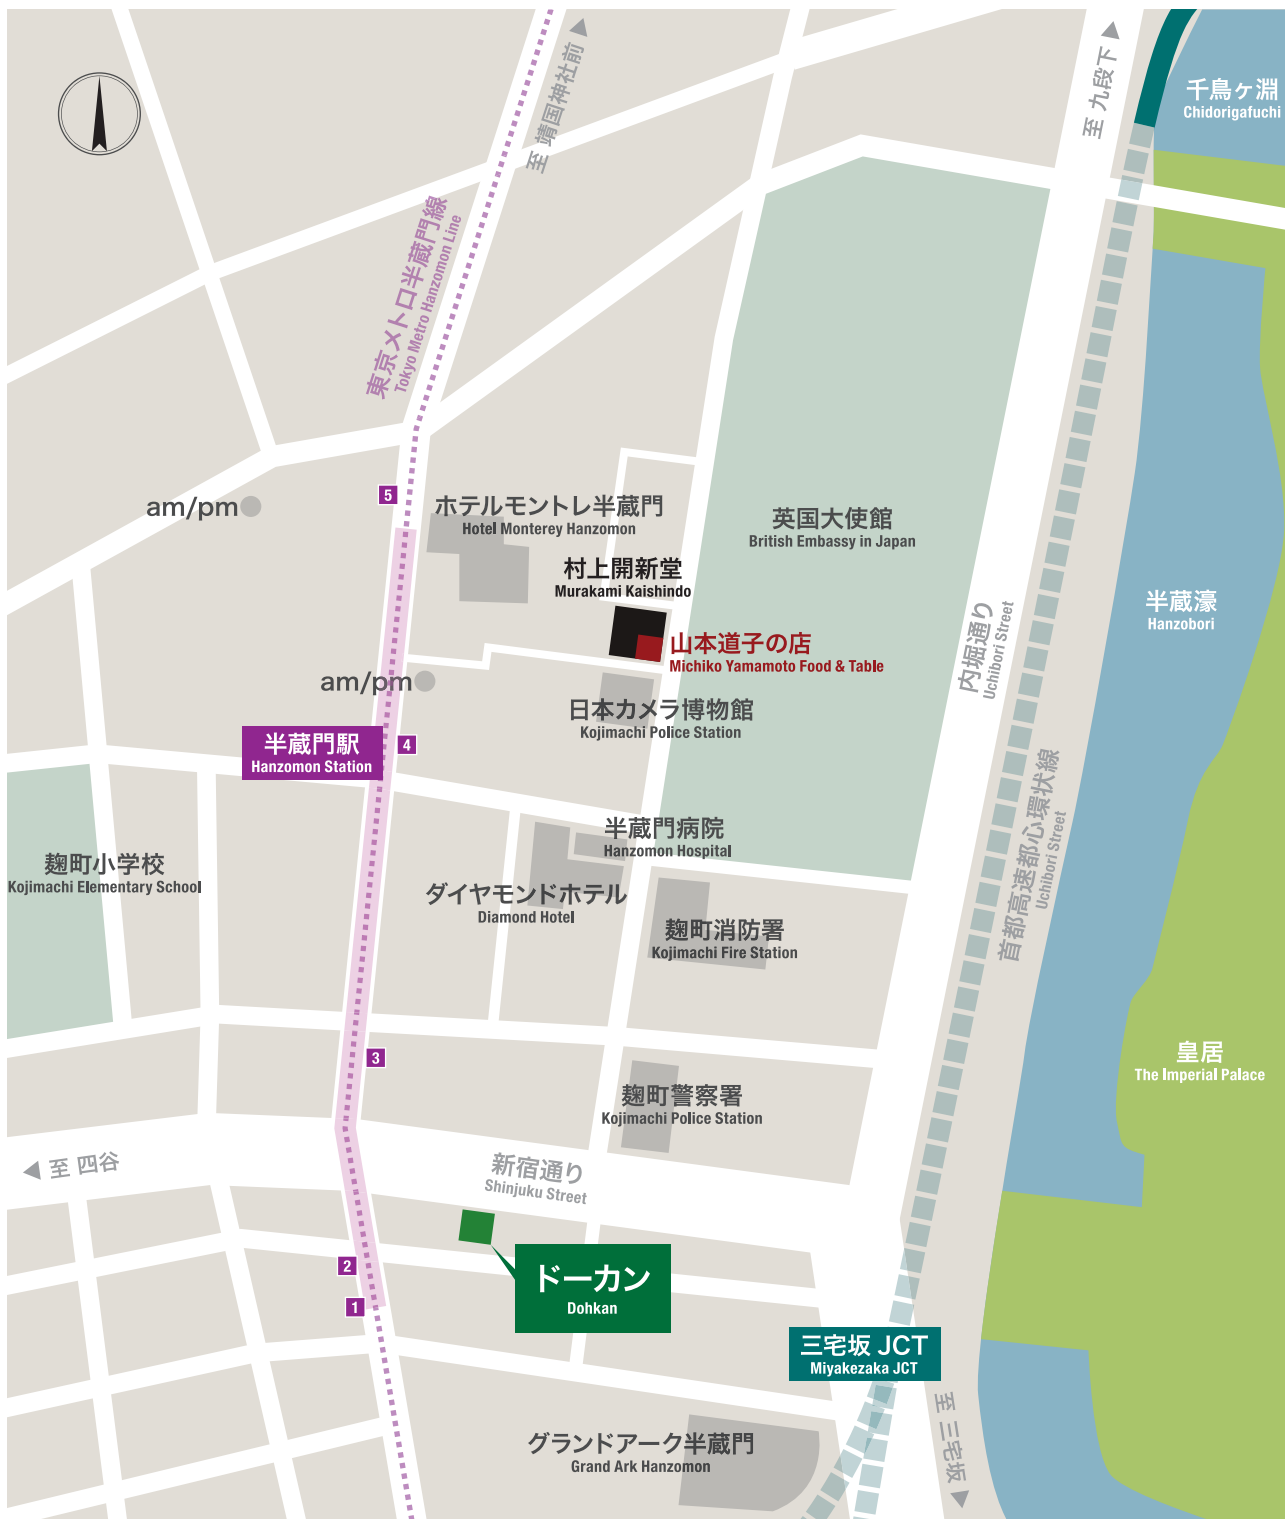 千鳥ヶ淵
Chidorigafuchi
至 九段下
至 靖国神社前
東京メトロ半蔵門線
Tokyo Metro Hanzomon Line
5
am/pm
ホテルモントレ半蔵門
Hotel Monterey Hanzomon
英国大使館
British Embassy in Japan
村上開新堂
Murakami Kaishindo
半蔵濠
Hanzobori
山本道子の店
Michiko Yamamoto Food & Table
内堀通り
Uchibori Street
am/pm
日本カメラ博物館
Kojimachi Police Station
半蔵門駅
Hanzomon Station
4
首都高速都心環状線
Uchibori Street
半蔵門病院
Hanzomon Hospital
麹町小学校
Kojimachi Elementary School
ダイヤモンドホテル
Diamond Hotel
麹町消防署
Kojimachi Fire Station
3
皇居
The Imperial Palace
麹町警察署
Kojimachi Police Station
至 四谷
新宿通り
Shinjuku Street
2
ドーカン
Dohkan
1
三宅坂 JCT
Miyakezaka JCT
至 三宅坂
グランドアーク半蔵門
Grand Ark Hanzomon